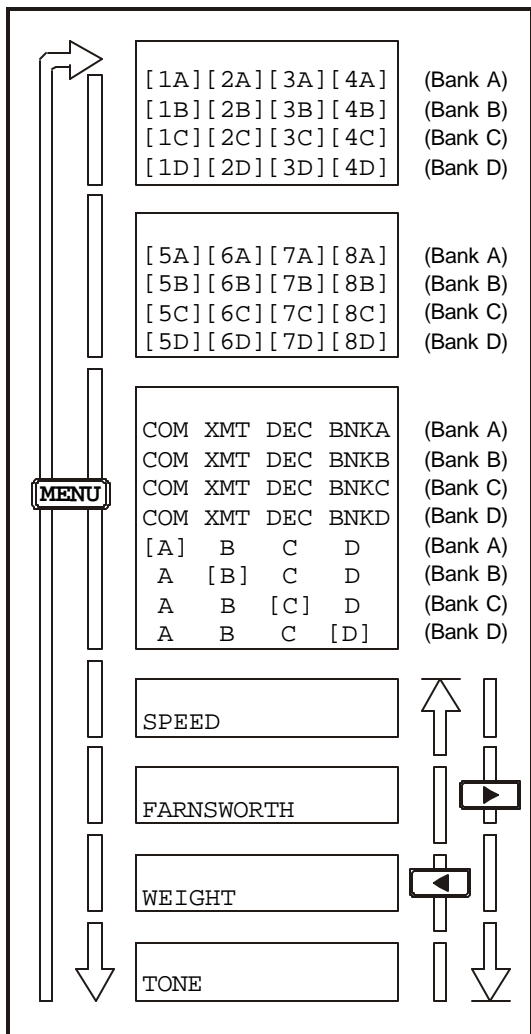 [1A][2A][3A][4A] (Bank A)
[1B][2B][3B][4B] (Bank B)
[1C][2C][3C][4C] (Bank C)
[1D][2D][3D][4D] (Bank D)
[5A][6A][7A][8A] (Bank A)
[5B][6B][7B][8B] (Bank B)
[5C][6C][7C][8C] (Bank C)
[5D][6D][7D][8D] (Bank D)
COM XMT DEC BNKA (Bank A)
COM XMT DEC BNKB (Bank B)
MENU
COM XMT DEC BNKC (Bank C)
COM XMT DEC BNKD (Bank D)
[A] B C D (Bank A)
A [B] C D (Bank B)
A B [C] D (Bank C)
A B C [D] (Bank D)
SPEED
FARNSWORTH
WEIGHT
TONE